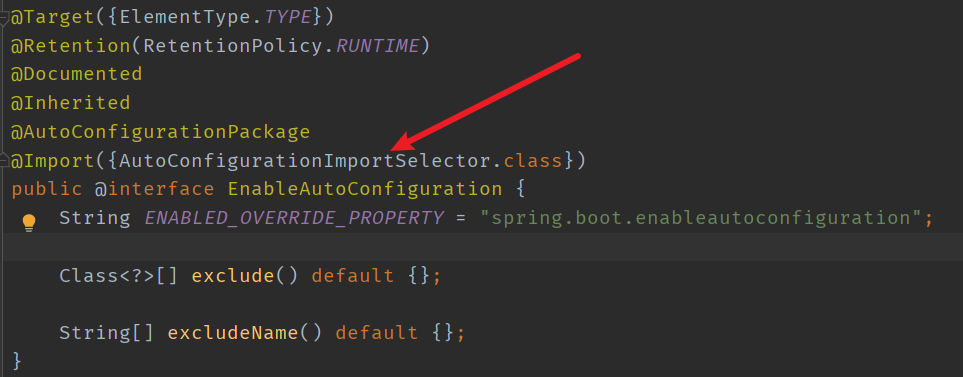 @Target({ElementType.TYPE})
@Retention(RetentionPolicy.RUNTIME)
@Documented
@Inherited
@AutoConfigurationPackage
@Import({AutoConfigurationImportSelector.class})
public @interface EnableAutoConfiguration {
    String ENABLED_OVERRIDE_PROPERTY = "spring.boot.enableautoconfiguration";
    Class<?>[] exclude() default {};
    String[] excludeName() default {};
}